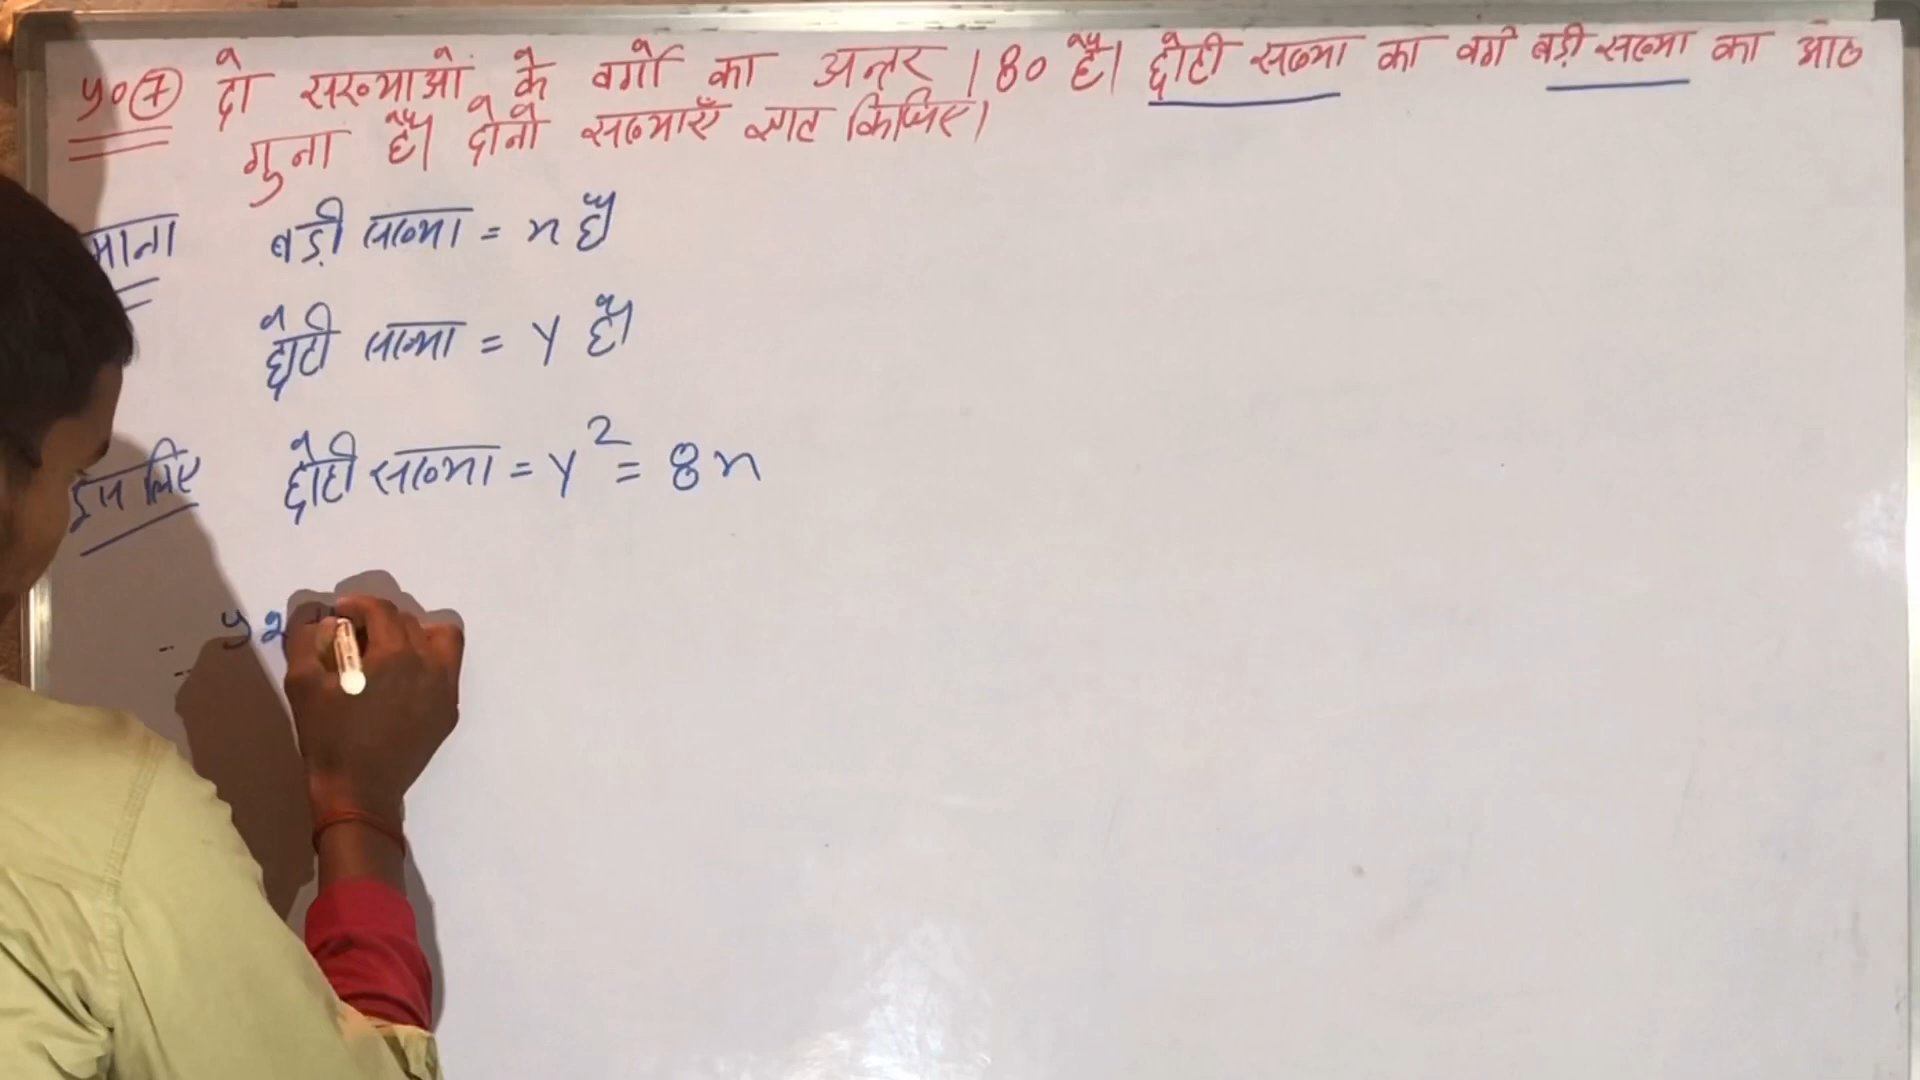 प्र०(7) दो संख्याओं के वर्गों का अन्तर 180 है। छोटी संख्या का वर्ग बड़ी संख्या का आठ
गुना है। दोनों संख्याएँ ज्ञात किजिए।
माना बड़ी संख्या = x है
छोटी संख्या = y है।
इस लिए छोटी संख्या = y² = 8x